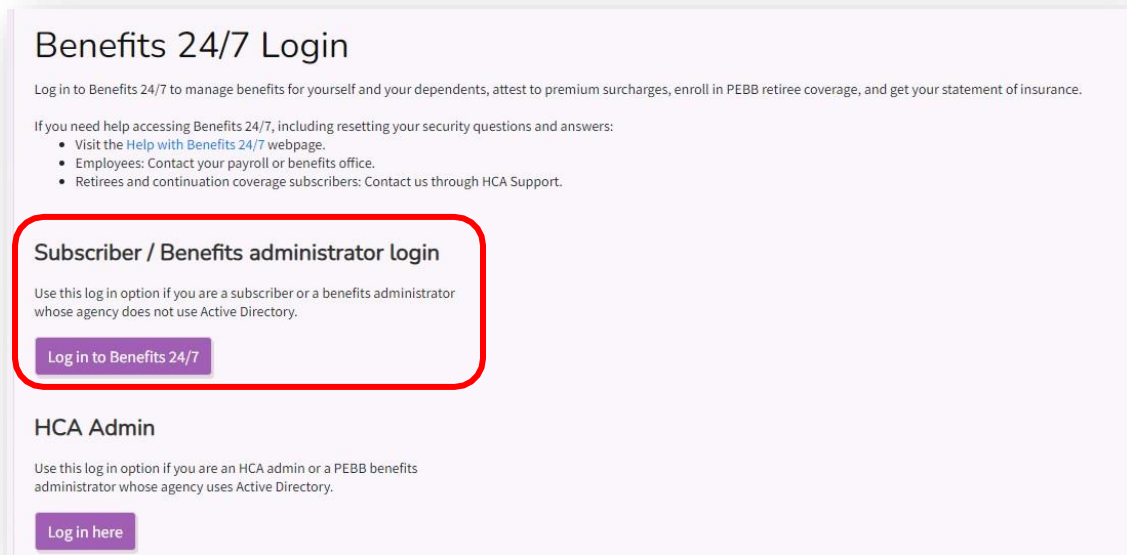 Benefits 24/7 Login
Log in to Benefits 24/7 to manage benefits for yourself and your dependents, attest to premium surcharges, enroll in PEBB retiree coverage, and get your statement of insurance.
If you need help accessing Benefits 24/7, including resetting your security questions and answers:
• Visit the Help with Benefits 24/7 webpage.
• Employees: Contact your payroll or benefits office.
• Retirees and continuation coverage subscribers: Contact us through HCA Support.
Subscriber / Benefits administrator login
Use this log in option if you are a subscriber or a benefits administrator
whose agency does not use Active Directory.
Log in to Benefits 24/7
HCA Admin
Use this log in option if you are an HCA admin or a PEBB benefits
administrator whose agency uses Active Directory.
Log in here